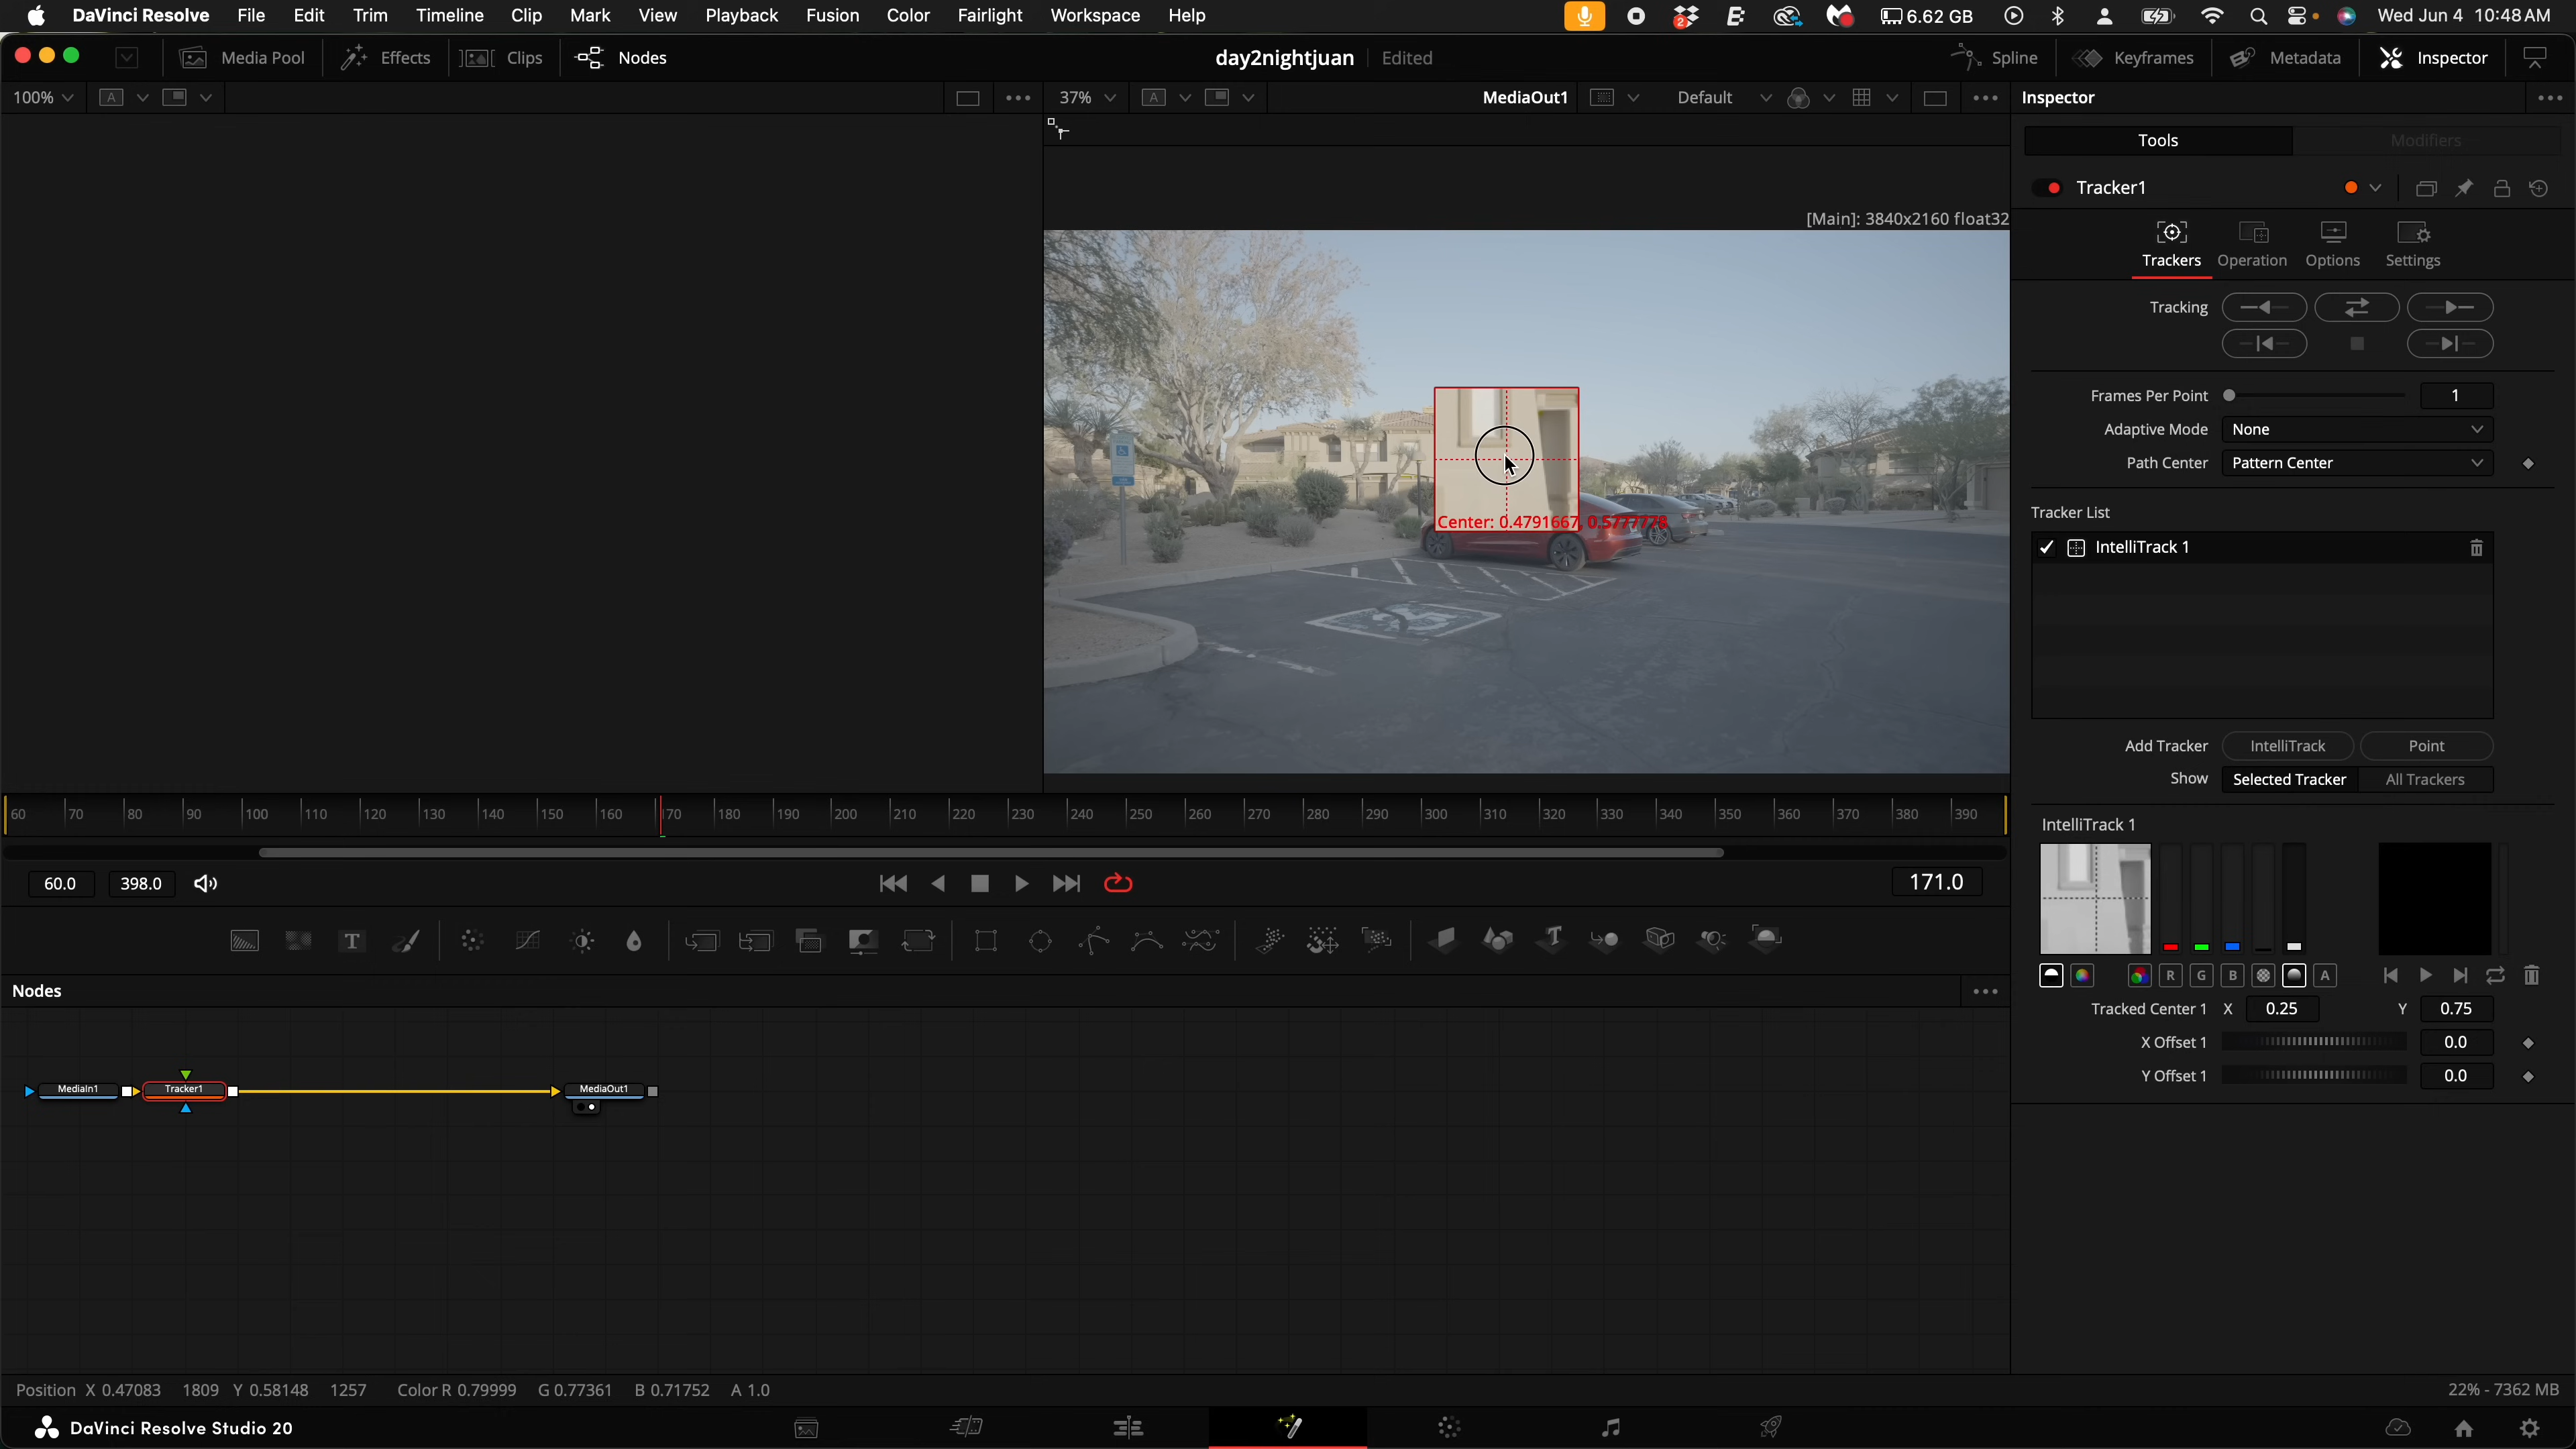 DaVinci Resolve File Edit Trim Timeline Clip Mark View Playback Fusion Color Fairlight Workspace Help 2 6.62 GB Wed Jun 4 10:48 AM
Media Pool Effects Clips Nodes day2nightjuan Edited Spline Keyframes Metadata Inspector
100% A 37% A MediaOut1 Default Inspector
Tools Modifiers
Tracker1
[Main]: 3840x2160 float32
Trackers Operation Options Settings
Tracking
Frames Per Point 1
Adaptive Mode None
Path Center Pattern Center
Tracker List
Center: 0.4791667, 0.5777778
IntelliTrack 1
Add Tracker IntelliTrack Point
Show Selected Tracker All Trackers
60 70 80 90 100 110 120 130 140 150 160 170 180 190 200 210 220 230 240 250 260 270 280 290 300 310 320 330 340 350 360 370 380 390
IntelliTrack 1
60.0 398.0 171.0
T T
R G B A
Nodes
Tracked Center 1 X 0.25 Y 0.75
X Offset 1 0.0
Y Offset 1 0.0
MediaIn1 Tracker1 MediaOut1
Position X 0.47083 1809 Y 0.58148 1257 Color R 0.79999 G 0.77361 B 0.71752 A 1.0 22% - 7362 MB
DaVinci Resolve Studio 20